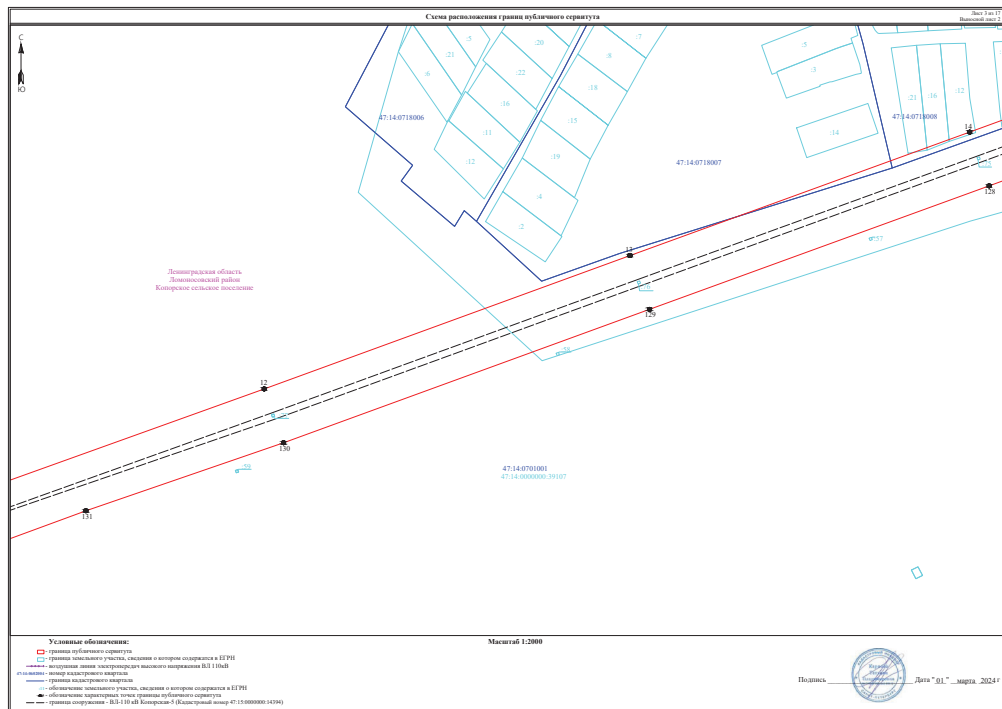 Схема расположения границ публичного сервитута
Лист 3 из 17
Выносной лист 2
С
Ю
:5
:21
:6
:20
:22
:16
:11
:12
:7
:8
:18
:15
:19
:4
:2
:5
:3
:14
:21
:16
:12
47:14:0718006
47:14:0718007
47:14:0718008
14
128
:37
13
129
:58
Ленинградская область
Ломоносовский район
Копорское сельское поселение
12
130
:59
131
47:14:0701001
47:14:0000000:39107
Условные обозначения:
- граница публичного сервитута
- граница земельного участка, сведения о котором содержатся в ЕГРН
- воздушная линия электропередач высокого напряжения ВЛ 110кВ
- номер кадастрового квартала
- граница кадастрового квартала
- обозначение земельного участка, сведения о котором содержатся в ЕГРН
- обозначение характерных точек границы публичного сервитута
- граница сооружения - ВЛ-110 кВ Копорская-5 (Кадастровый номер 47:15:0000000:14394)
Масштаб 1:2000
Подпись
Дата "01" марта 2024 г